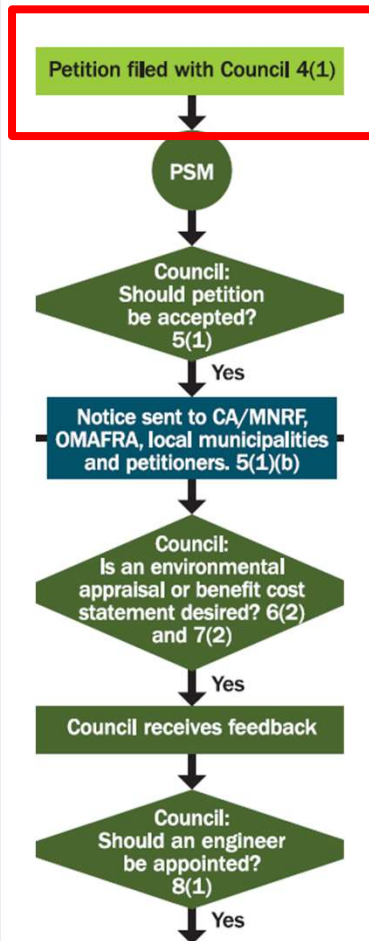 Petition filed with Council 4(1)
PSM
Council:
Should petition
be accepted?
5(1)
Yes
Notice sent to CA/MNRF,
OMAFRA, local municipalities
and petitioners. 5(1)(b)
Council:
Is an environmental
appraisal or benefit cost
statement desired? 6(2)
and 7(2)
Yes
Council receives feedback
Council:
Should an engineer
be appointed?
8(1)
Yes